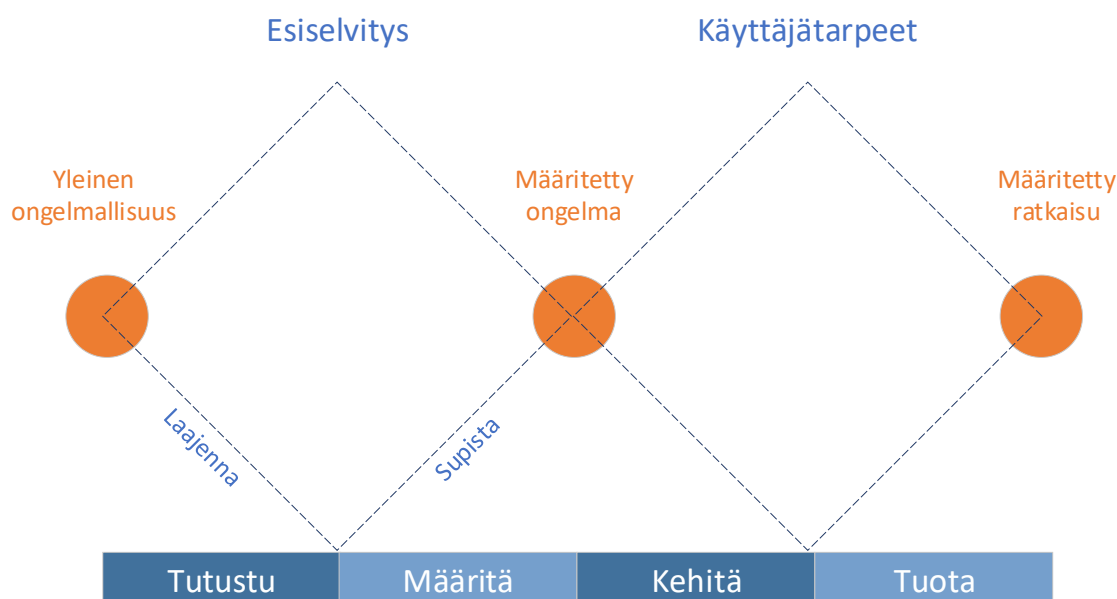 Esiselvitys
Käyttäjätarpeet
Yleinen
ongelmallisuus
Määritetty
ongelma
Määritetty
ratkaisu
Laajenna
Supista
Tutustu
Määritä
Kehitä
Tuota